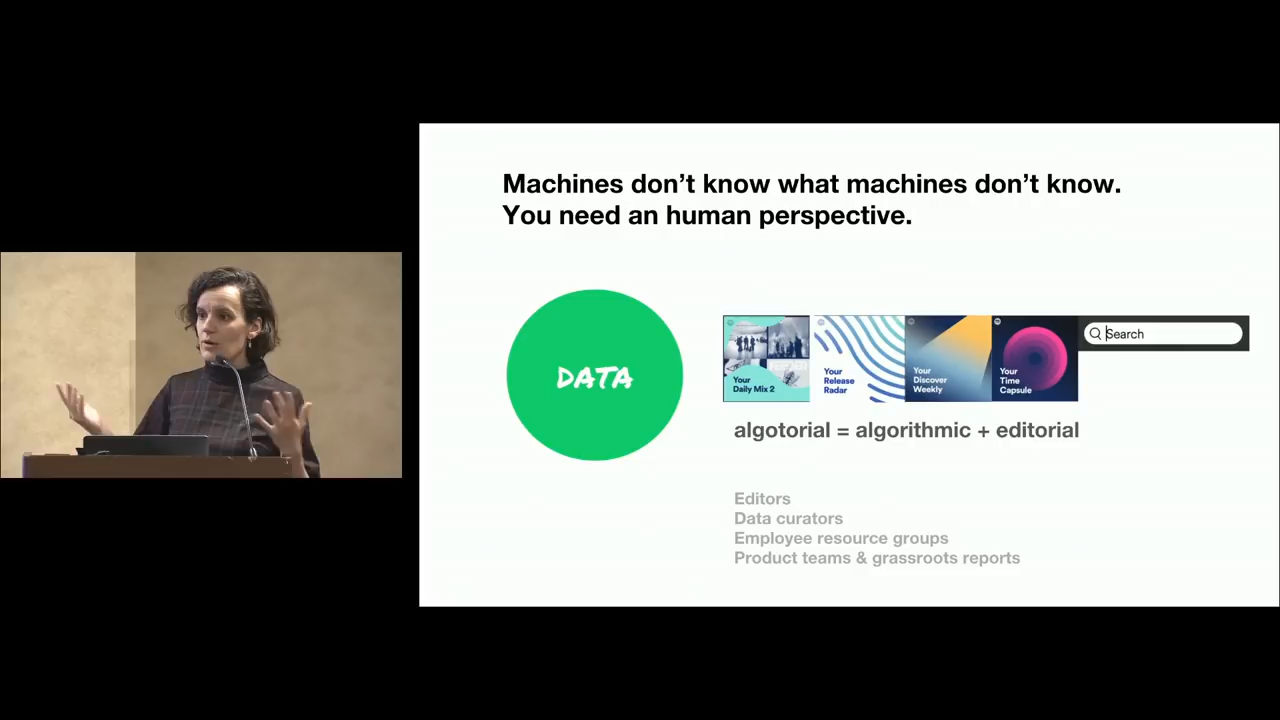 Machines don't know what machines don't know.
You need an human perspective.
DATA
Your
Daily Mix 2
Your
Release
Radar
Your
Discover
Weekly
Your
Time
Capsule
Search
algotorial = algorithmic + editorial
Editors
Data curators
Employee resource groups
Product teams & grassroots reports